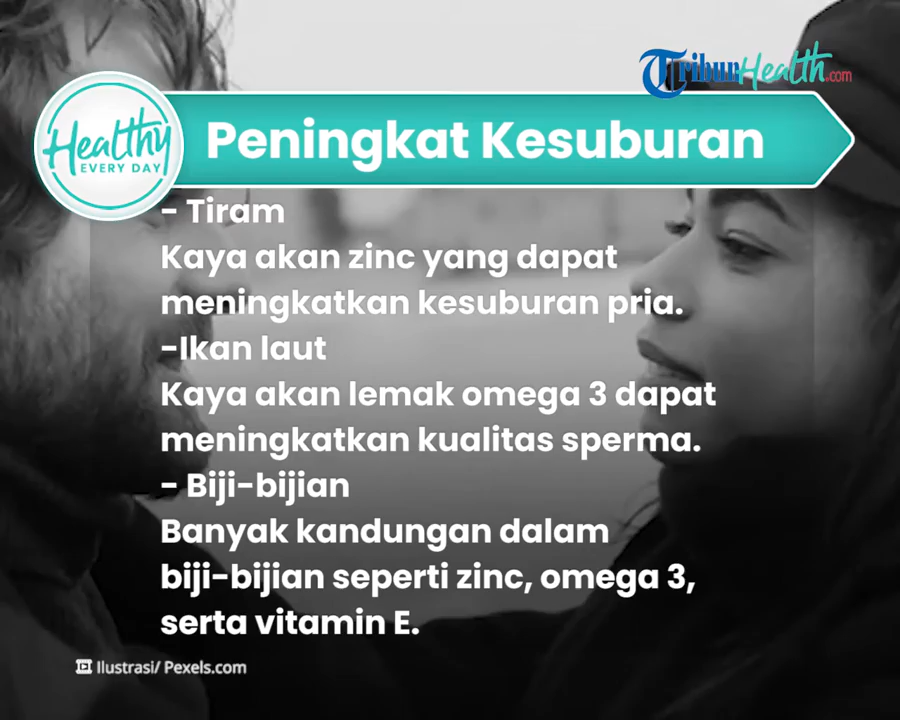 TribunHealth.com
Healthy
EVERY DAY
Peningkat Kesuburan
- Tiram
Kaya akan zinc yang dapat
meningkatkan kesuburan pria.
-Ikan laut
Kaya akan lemak omega 3 dapat
meningkatkan kualitas sperma.
- Biji-bijian
Banyak kandungan dalam
biji-bijian seperti zinc, omega 3,
serta vitamin E.
Ilustrasi/ Pexels.com